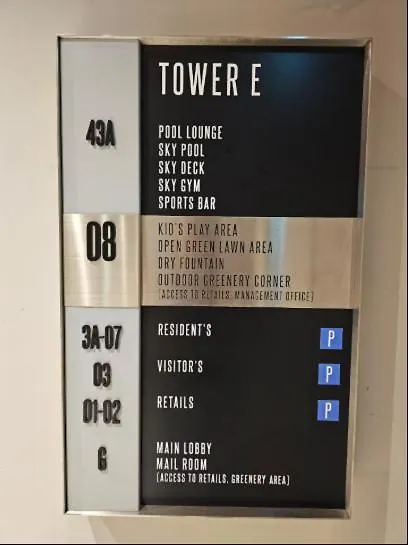 TOWER E
43A
POOL LOUNGE
SKY POOL
SKY DECK
SKY GYM
SPORTS BAR
08
KID'S PLAY AREA
OPEN GREEN LAWN AREA
DRY FOUNTAIN
OUTDOOR GREENERY CORNER
(ACCESS TO RETAILS, MANAGEMENT OFFICE)
3A-07 RESIDENT'S P
03 VISITOR'S P
01-02 RETAILS P
G
MAIN LOBBY
MAIL ROOM
(ACCESS TO RETAILS, GREENERY AREA)